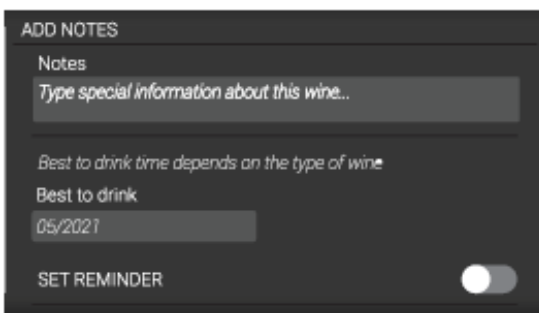 ADD NOTES
Notes
Type special information about this wine...
Best to drink time depends on the type of wine
Best to drink
05/2021
SET REMINDER